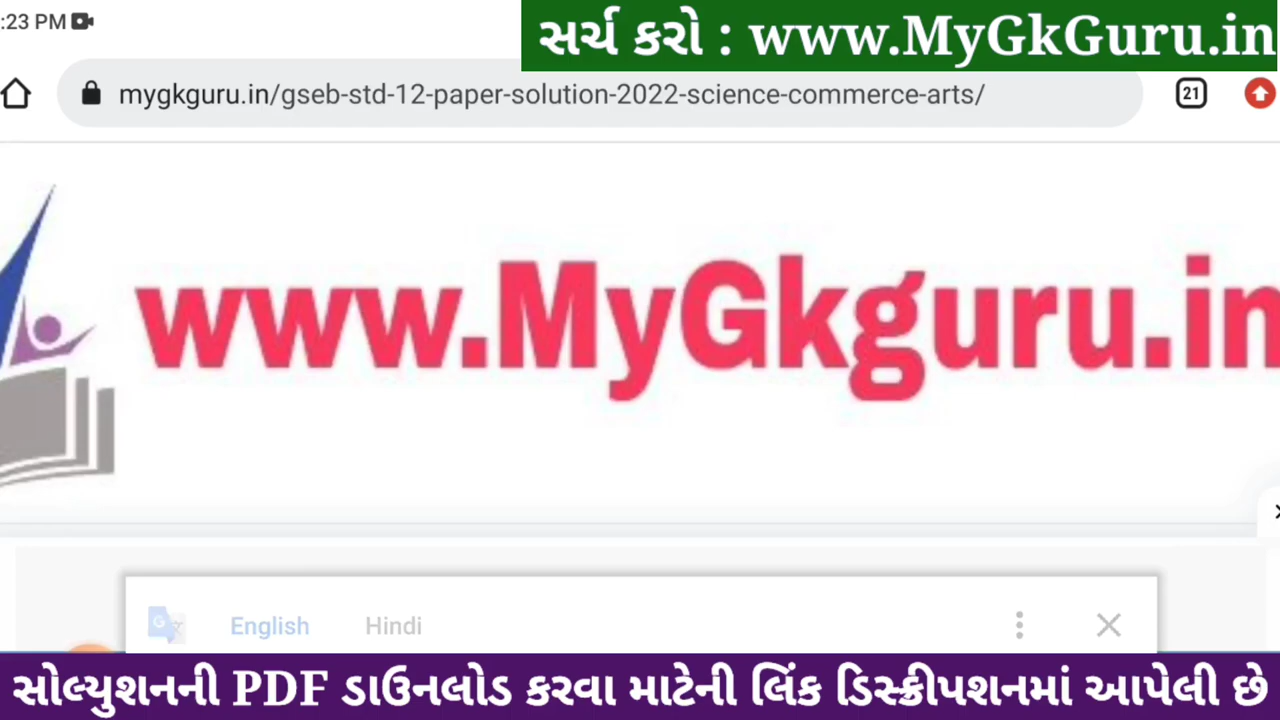 :23 PM
સર્ચ કરો : www.MyGkGuru.in
mygkguru.in/gseb-std-12-paper-solution-2022-science-commerce-arts/
21
www.MyGkguru.in
English Hindi
સોલ્યુશનની PDF ડાઉનલોડ કરવા માટેની લિંક ડિસ્ક્રીપશનમાં આપેલી છે